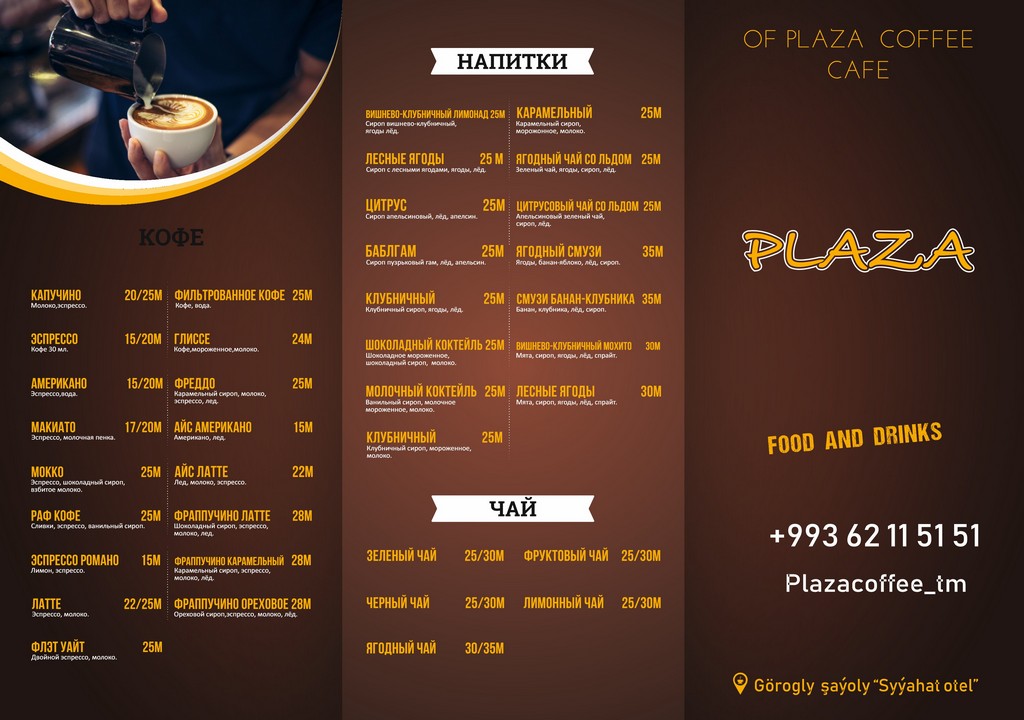 КОФЕ
КАПУЧИНО 20/25М
Молоко,эспрессо.
ЭСПРЕССО 15/20М
Кофе 30 мл.
АМЕРИКАНО 15/20М
Эспрессо,вода.
МАКИАТО 17/20М
Эспрессо, молочная пенка.
МОККО 25М
Эспрессо, шоколадный сироп,
взбитое молоко.
РАФ КОФЕ 25М
Сливки, эспрессо, ванильный сироп.
ЭСПРЕССО РОМАНО 15М
Лимон, эспрессо.
ЛАТТЕ 22/25М
Эспрессо, молоко.
ФЛЭТ УАЙТ 25М
Двойной эспрессо, молоко.
ФИЛЬТРОВАННОЕ КОФЕ 25М
Кофе, вода.
ГЛИССЕ 24М
Кофе,мороженное,молоко.
ФРЕДДО 25М
Карамельный сироп, молоко,
эспрессо, лед.
АЙС АМЕРИКАНО 15М
Американо, лед.
АЙС ЛАТТЕ 22М
Лед, молоко, эспрессо.
ФРАППУЧИНО ЛАТТЕ 28М
Шоколадный сироп, эспрессо,
молоко, лед.
ФРАППУЧИНО КАРАМЕЛЬНЫЙ 28М
Карамельный сироп, эспрессо,
молоко, лёд.
ФРАППУЧИНО ОРЕХОВОЕ 28М
Ореховой сироп,эспрессо, молоко, лёд.
НАПИТКИ
ВИШНЕВО-КЛУБНИЧНЫЙ ЛИМОНАД 25М
Сироп вишнево-клубничный,
ягоды лёд.
ЛЕСНЫЕ ЯГОДЫ 25 М
Сироп с лесными ягодами, ягоды, лёд.
ЦИТРУС 25М
Сироп апельсиновый, лёд, апелсин.
БАБЛГАМ 25М
Сироп пузрьковый гам, лёд, апельсин.
КЛУБНИЧНЫЙ 25М
Клубничный сироп, ягоды, лёд.
ШОКОЛАДНЫЙ КОКТЕЙЛЬ 25М
Шоколадное мороженное,
шоколадный сироп, молоко.
МОЛОЧНЫЙ КОКТЕЙЛЬ 25М
Ванильный сироп, молочное
мороженное, молоко.
КЛУБНИЧНЫЙ 25М
Клубничный сироп, мороженное,
молоко.
КАРАМЕЛЬНЫЙ 25М
Карамельный сироп,
мороженное, молоко.
ЯГОДНЫЙ ЧАЙ СО ЛЬДОМ 25М
Зеленый чай, ягоды, сироп, лёд.
ЦИТРУСОВЫЙ ЧАЙ СО ЛЬДОМ 25М
Апельсиновый зеленый чай,
сироп, лёд.
ЯГОДНЫЙ СМУЗИ 35М
Ягоды, банан-яблоко, лёд, сироп.
СМУЗИ БАНАН-КЛУБНИКА 35М
Банан, клубника, лёд, сироп.
ВИШНЕВО-КЛУБНИЧНЫЙ МОХИТО 30М
Мята, сироп, ягоды, лёд, спрайт.
ЛЕСНЫЕ ЯГОДЫ 30М
Мята, сироп, ягоды, лёд, спрайт.
ЧАЙ
ЗЕЛЕНЫЙ ЧАЙ 25/30М
ЧЕРНЫЙ ЧАЙ 25/30М
ЯГОДНЫЙ ЧАЙ 30/35М
ФРУКТОВЫЙ ЧАЙ 25/30М
ЛИМОННЫЙ ЧАЙ 25/30М
OF PLAZA COFFEE
CAFE
PLAZA
FOOD AND DRINKS
+993 62 11 51 51
Plazacoffee_tm
Görogly şaýoly “Syýahat otel”